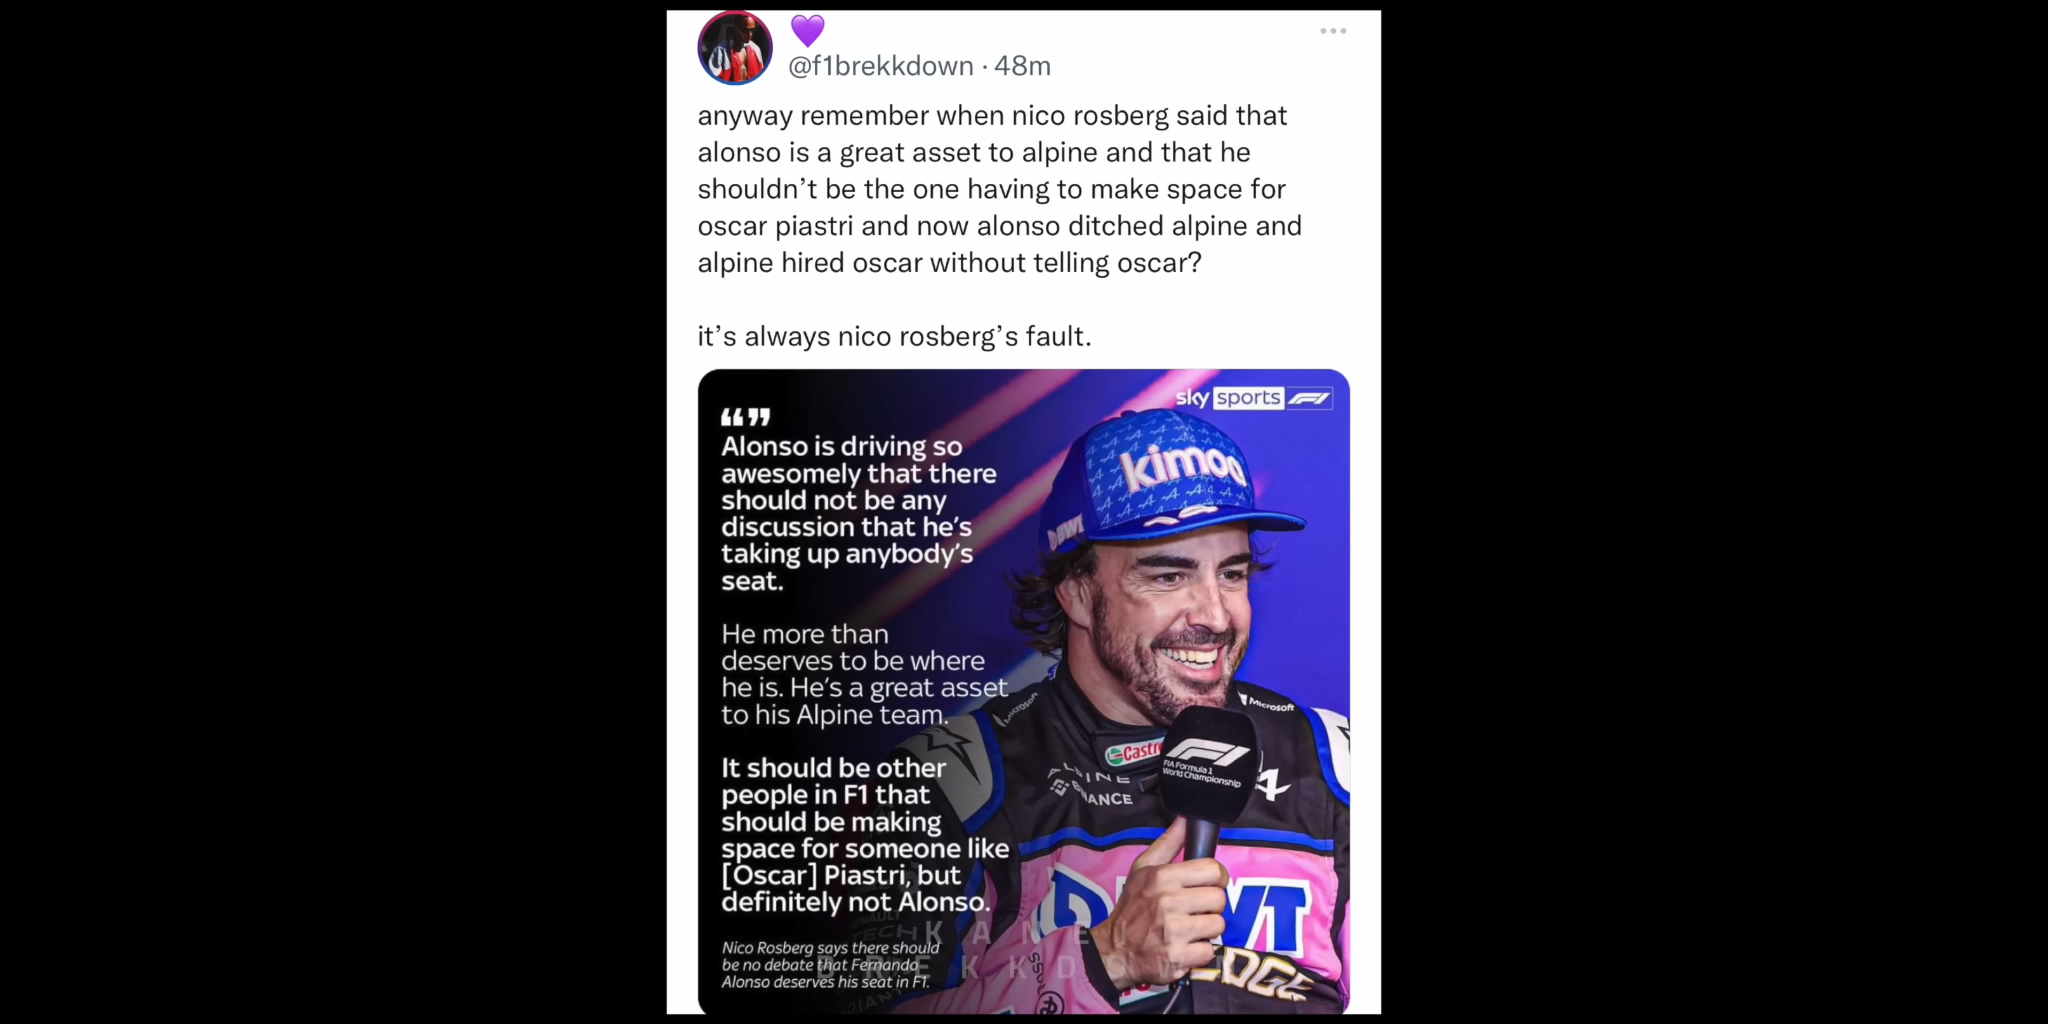 @f1brekkdown · 48m
anyway remember when nico rosberg said that
alonso is a great asset to alpine and that he
shouldn’t be the one having to make space for
oscar piastri and now alonso ditched alpine and
alpine hired oscar without telling oscar?
it’s always nico rosberg’s fault.
sky sports F1
“”
Alonso is driving so
awesomely that there
should not be any
discussion that he’s
taking up anybody’s
seat.
He more than
deserves to be where
he is. He’s a great asset
to his Alpine team.
It should be other
people in F1 that
should be making
space for someone like
[Oscar] Piastri, but
definitely not Alonso.
Nico Rosberg says there should
be no debate that Fernando
Alonso deserves his seat in F1.
kimoa
Microsoft
Microsoft
FIA Formula 1
World Championship
EDGE